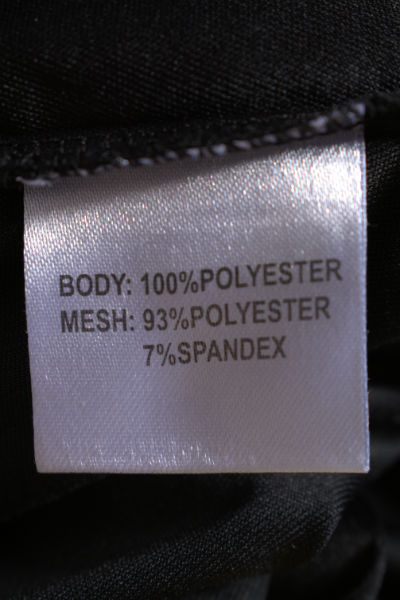 BODY: 100%POLYESTER
MESH: 93%POLYESTER
7%SPANDEX